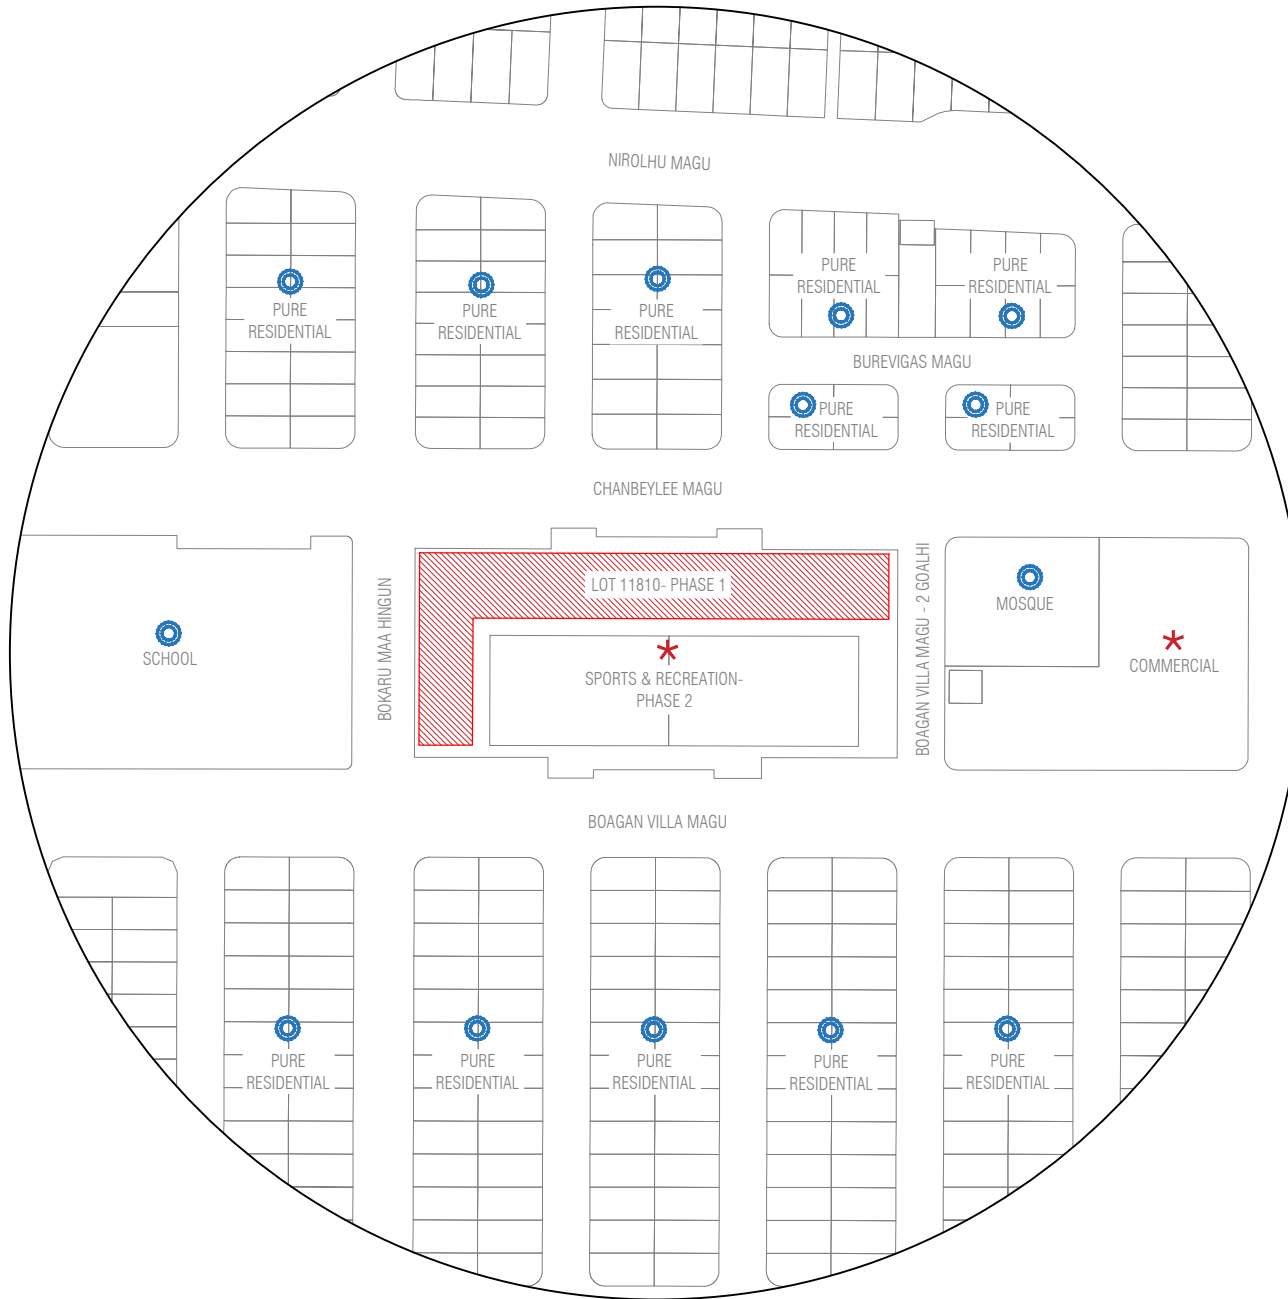 NIROLHU MAGU
PURE
RESIDENTIAL
PURE
RESIDENTIAL
PURE
RESIDENTIAL
PURE
RESIDENTIAL
PURE
RESIDENTIAL
BUREVIGAS MAGU
PURE
RESIDENTIAL
PURE
RESIDENTIAL
CHANBEYLEE MAGU
SCHOOL
BOKARU MAA HINGUN
LOT 11810- PHASE 1
SPORTS & RECREATION-
PHASE 2
BOAGAN VILLA MAGU - 2 GOALHI
MOSQUE
COMMERCIAL
BOAGAN VILLA MAGU
PURE
RESIDENTIAL
PURE
RESIDENTIAL
PURE
RESIDENTIAL
PURE
RESIDENTIAL
PURE
RESIDENTIAL